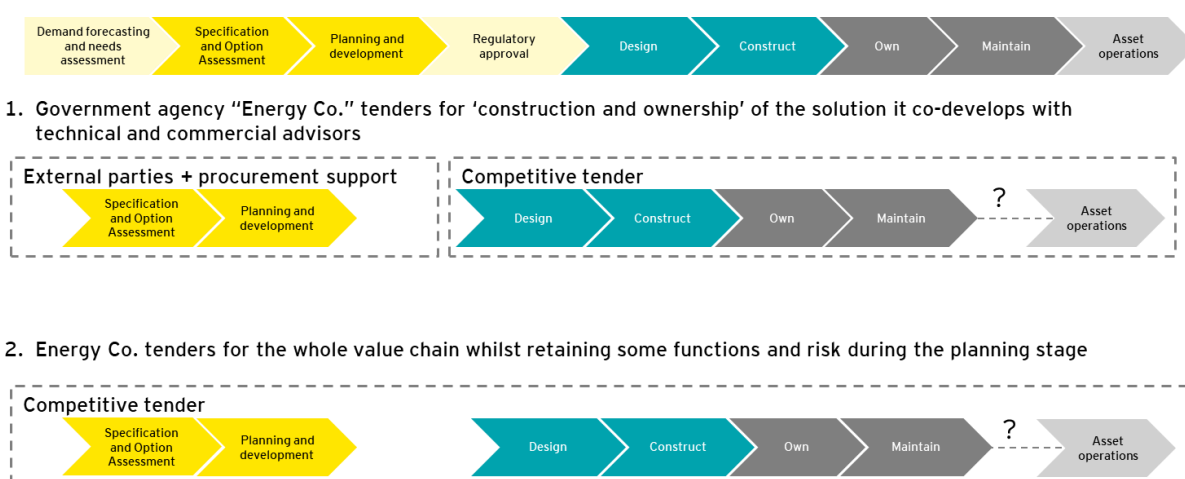 Demand forecasting
and needs
assessment
Specification
and Option
Assessment
Planning and
development
Regulatory
approval
Design
Construct
Own
Maintain
Asset
operations
1. Government agency “Energy Co.” tenders for ‘construction and ownership’ of the solution it co-develops with
technical and commercial advisors
External parties + procurement support
Specification
and Option
Assessment
Planning and
development
Competitive tender
Design
Construct
Own
Maintain
?
Asset
operations
2. Energy Co. tenders for the whole value chain whilst retaining some functions and risk during the planning stage
Competitive tender
Specification
and Option
Assessment
Planning and
development
Design
Construct
Own
Maintain
?
Asset
operations